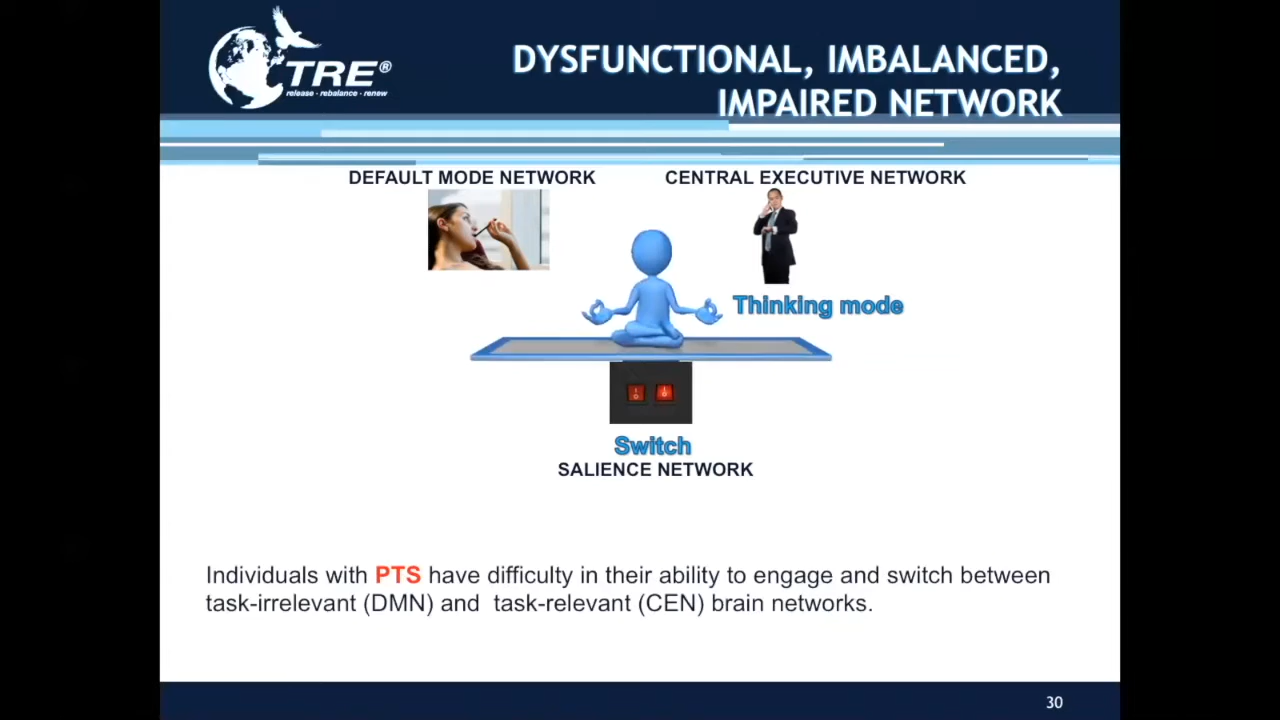 TRE®
release · rebalance · renew
DYSFUNCTIONAL, IMBALANCED,
IMPAIRED NETWORK
DEFAULT MODE NETWORK
CENTRAL EXECUTIVE NETWORK
Thinking mode
Switch
SALIENCE NETWORK
Individuals with PTS have difficulty in their ability to engage and switch between
task-irrelevant (DMN) and  task-relevant (CEN) brain networks.
30